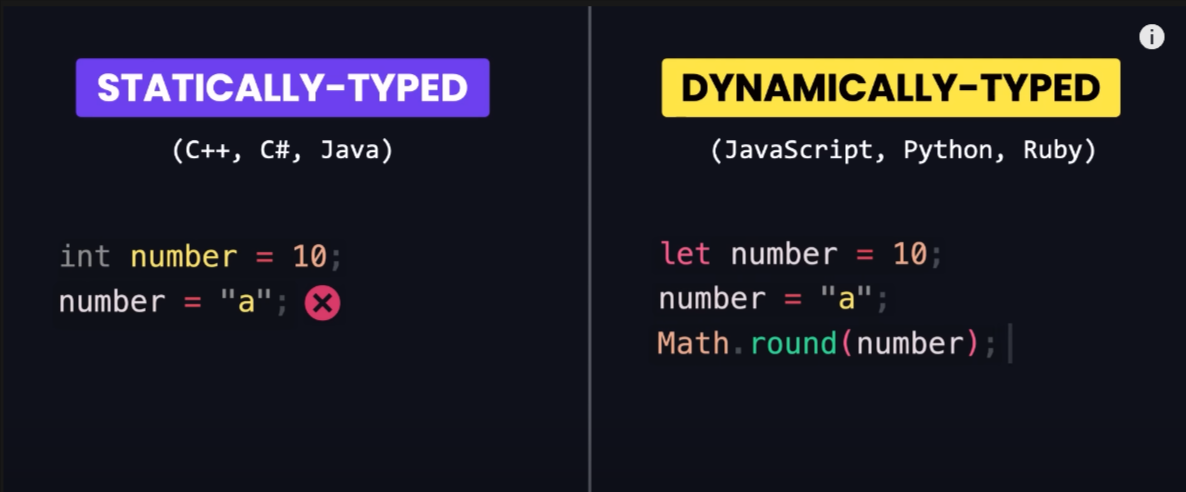 STATICALLY-TYPED
(C++, C#, Java)
int number = 10;
number = "a";
DYNAMICALLY-TYPED
(JavaScript, Python, Ruby)
let number = 10;
number = "a";
Math.round(number);